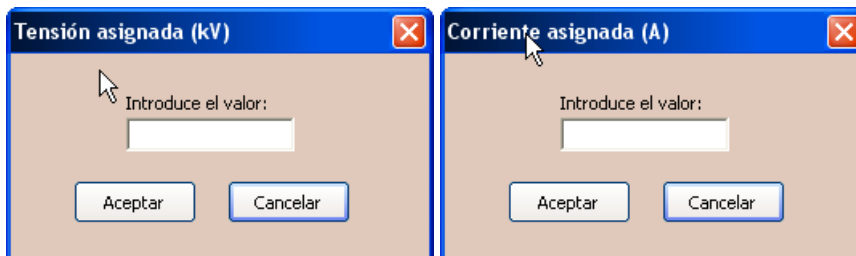 Tensión asignada (kV)
Introduce el valor:
Aceptar Cancelar
Corriente asignada (A)
Introduce el valor:
Aceptar Cancelar